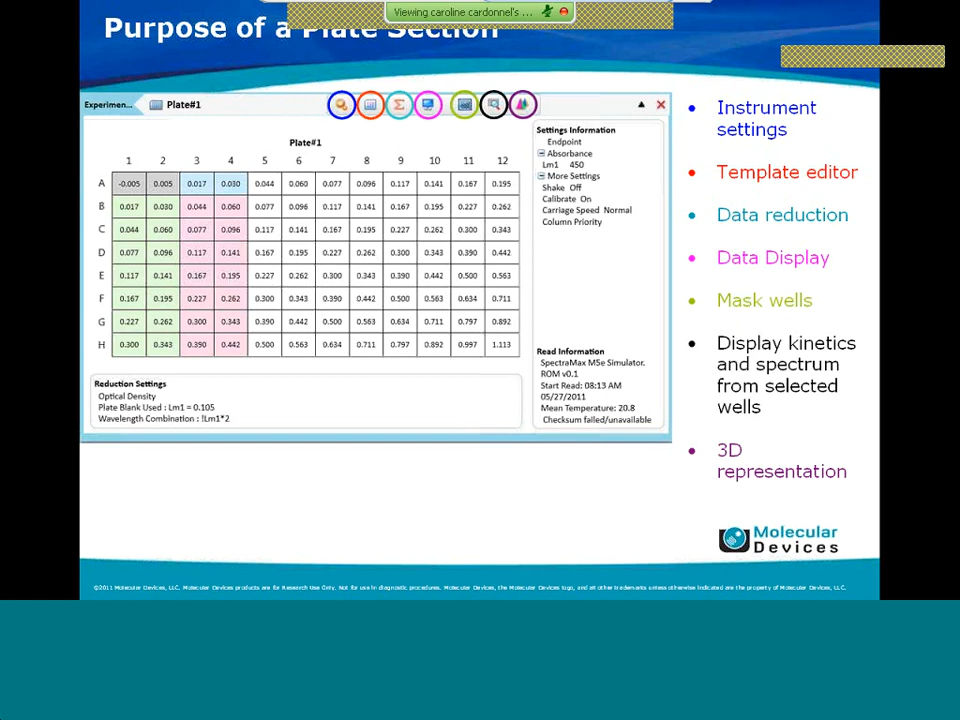 Viewing caroline cardonnel's ...
Purpose of a Plate Section
Experimen... Plate#1
Plate#1
1 2 3 4 5 6 7 8 9 10 11 12
A -0.005 0.005 0.017 0.030 0.044 0.060 0.077 0.096 0.117 0.141 0.167 0.195
B 0.017 0.030 0.044 0.060 0.077 0.096 0.117 0.141 0.167 0.195 0.227 0.262
C 0.044 0.060 0.077 0.096 0.117 0.141 0.167 0.195 0.227 0.262 0.300 0.343
D 0.077 0.096 0.117 0.141 0.167 0.195 0.227 0.262 0.300 0.343 0.390 0.442
E 0.117 0.141 0.167 0.195 0.227 0.262 0.300 0.343 0.390 0.442 0.500 0.563
F 0.167 0.195 0.227 0.262 0.300 0.343 0.390 0.442 0.500 0.563 0.634 0.711
G 0.227 0.262 0.300 0.343 0.390 0.442 0.500 0.563 0.634 0.711 0.797 0.892
H 0.300 0.343 0.390 0.442 0.500 0.563 0.634 0.711 0.797 0.892 0.997 1.113
Reduction Settings
Optical Density
Plate Blank Used : Lm1 = 0.105
Wavelength Combination : !Lm1*2
Settings Information
Endpoint
Absorbance
Lm1 450
More Settings
Shake Off
Calibrate On
Carriage Speed Normal
Column Priority
Read Information
SpectraMax M5e Simulator.
ROM v0.1
Start Read: 08:13 AM
05/27/2011
Mean Temperature: 20.8
Checksum failed/unavailable
• Instrument
settings
• Template editor
• Data reduction
• Data Display
• Mask wells
• Display kinetics
and spectrum
from selected
wells
• 3D
representation
Molecular
Devices
©2011 Molecular Devices, LLC. Molecular Devices products are for Research Use Only. Not for use in diagnostic procedures. Molecular Devices, the Molecular Devices logo, and all other trademarks unless otherwise indicated are the property of Molecular Devices, LLC.